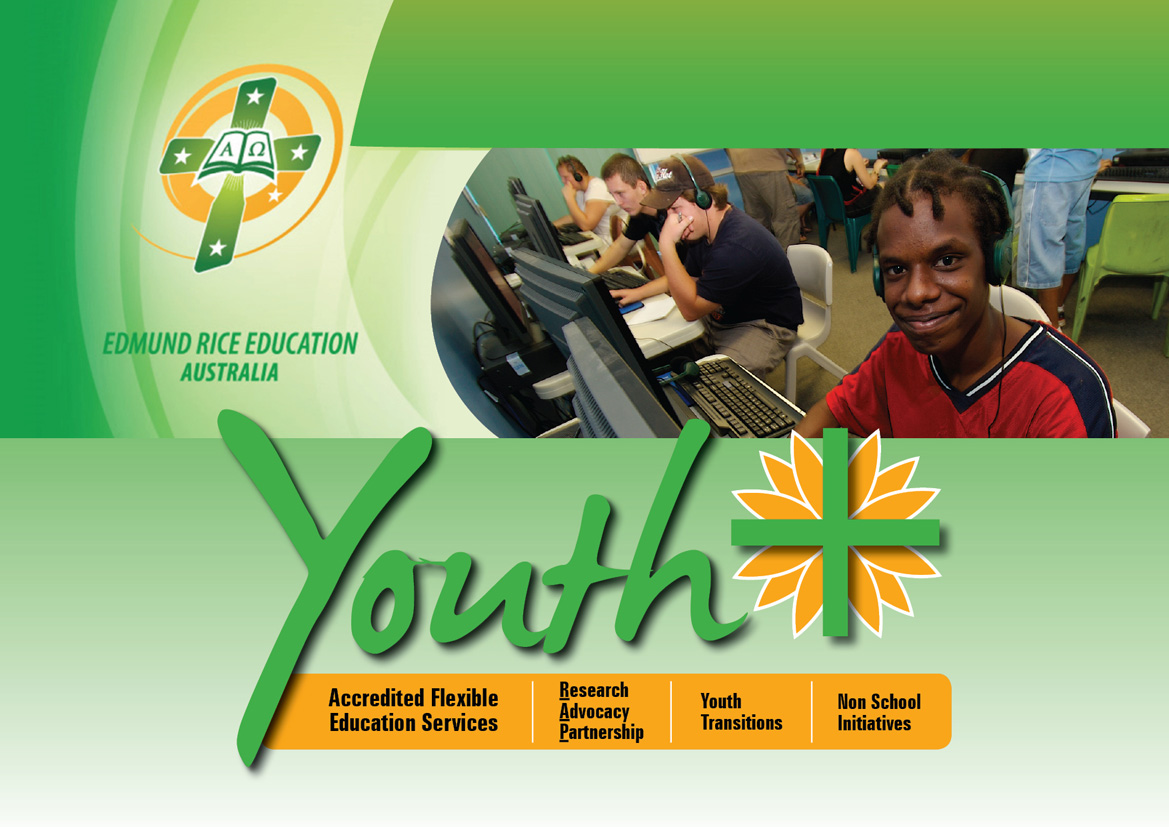 Α Ω
EDMUND RICE EDUCATION
AUSTRALIA
Youth+
Accredited Flexible
Education Services
Research
Advocacy
Partnership
Youth
Transitions
Non School
Initiatives